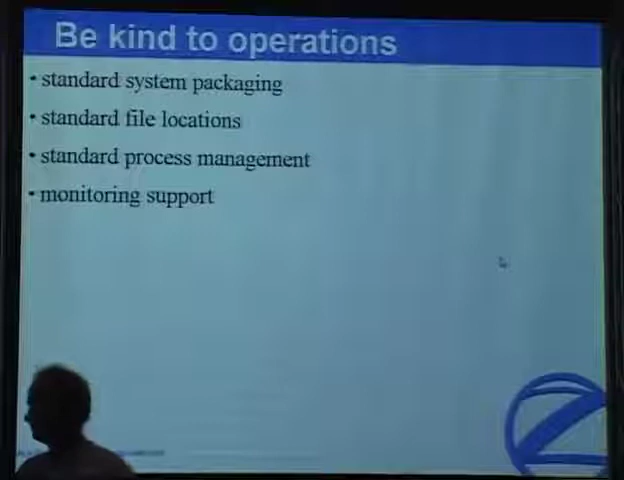 Be kind to operations
• standard system packaging
• standard file locations
• standard process management
• monitoring support